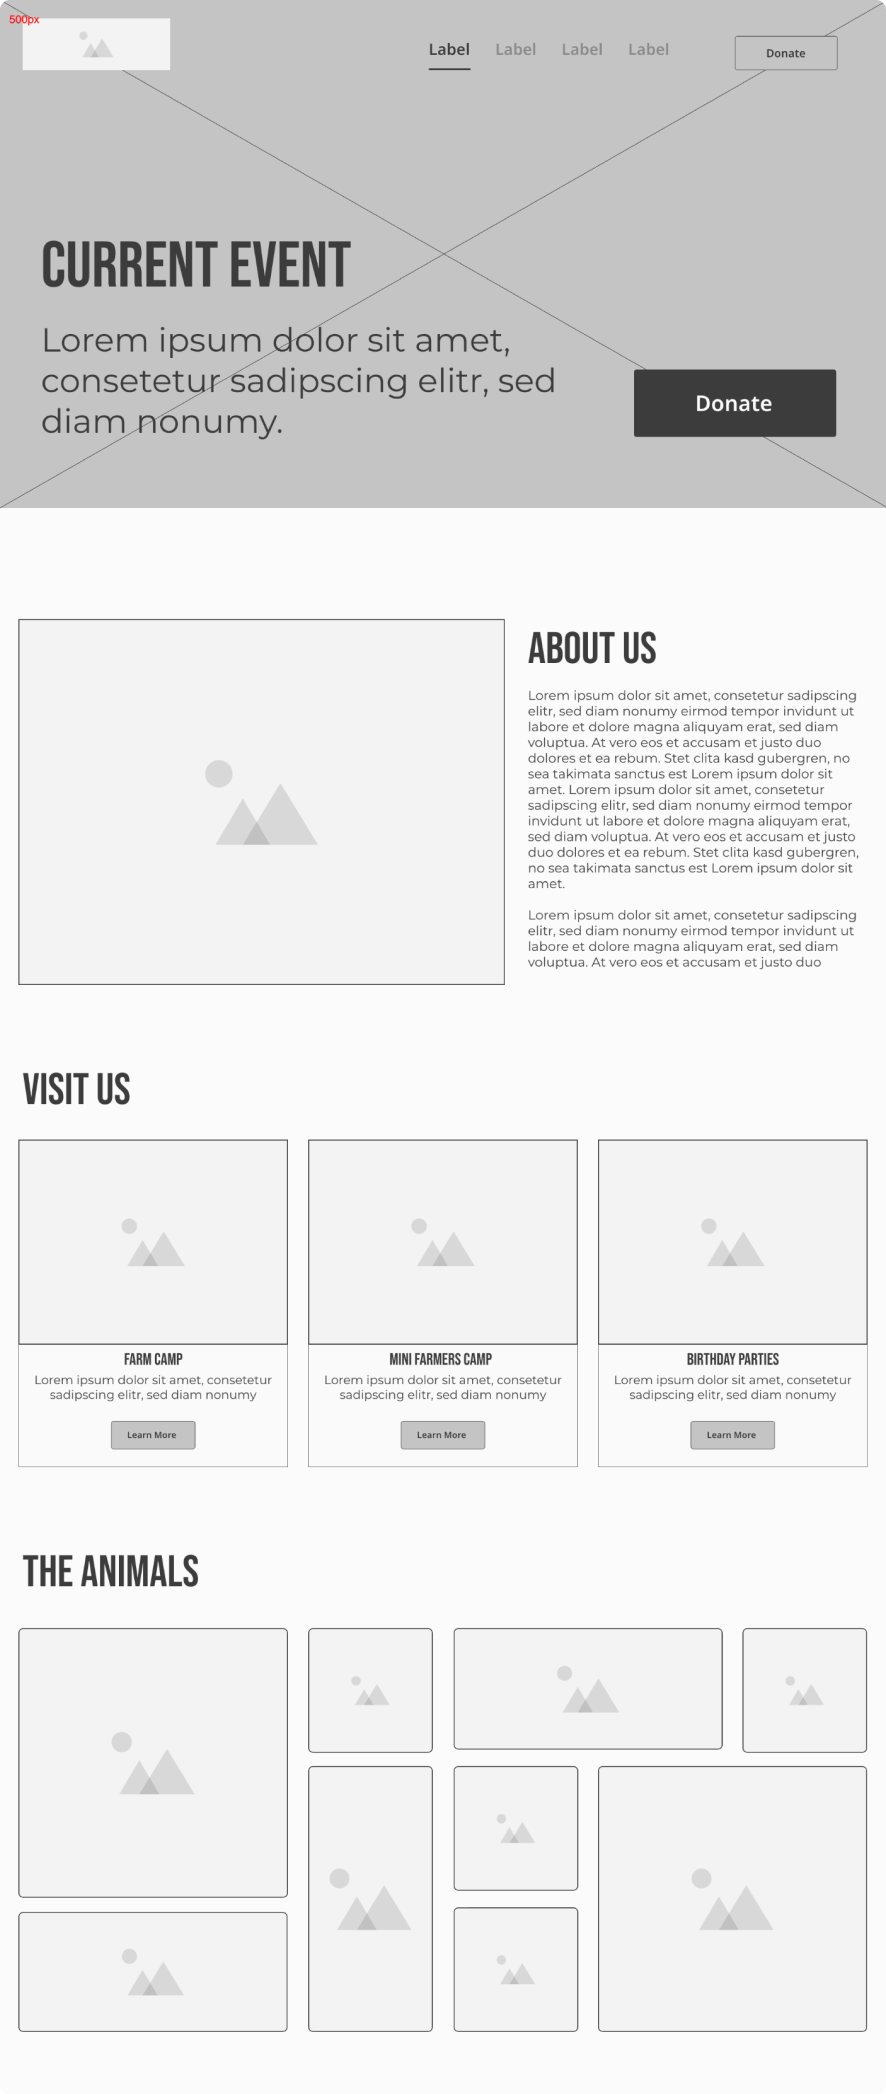 500px
Label Label Label Label Donate
CURRENT EVENT
Lorem ipsum dolor sit amet,
consetetur sadipscing elitr, sed
diam nonumy.
Donate
ABOUT US
Lorem ipsum dolor sit amet, consetetur sadipscing
elitr, sed diam nonumy eirmod tempor invidunt ut
labore et dolore magna aliquyam erat, sed diam
voluptua. At vero eos et accusam et justo duo
dolores et ea rebum. Stet clita kasd gubergren, no
sea takimata sanctus est Lorem ipsum dolor sit
amet. Lorem ipsum dolor sit amet, consetetur
sadipscing elitr, sed diam nonumy eirmod tempor
invidunt ut labore et dolore magna aliquyam erat,
sed diam voluptua. At vero eos et accusam et justo
duo dolores et ea rebum. Stet clita kasd gubergren,
no sea takimata sanctus est Lorem ipsum dolor sit
amet.
Lorem ipsum dolor sit amet, consetetur sadipscing
elitr, sed diam nonumy eirmod tempor invidunt ut
labore et dolore magna aliquyam erat, sed diam
voluptua. At vero eos et accusam et justo duo
VISIT US
FARM CAMP
Lorem ipsum dolor sit amet, consetetur
sadipscing elitr, sed diam nonumy
Learn More
MINI FARMERS CAMP
Lorem ipsum dolor sit amet, consetetur
sadipscing elitr, sed diam nonumy
Learn More
BIRTHDAY PARTIES
Lorem ipsum dolor sit amet, consetetur
sadipscing elitr, sed diam nonumy
Learn More
THE ANIMALS